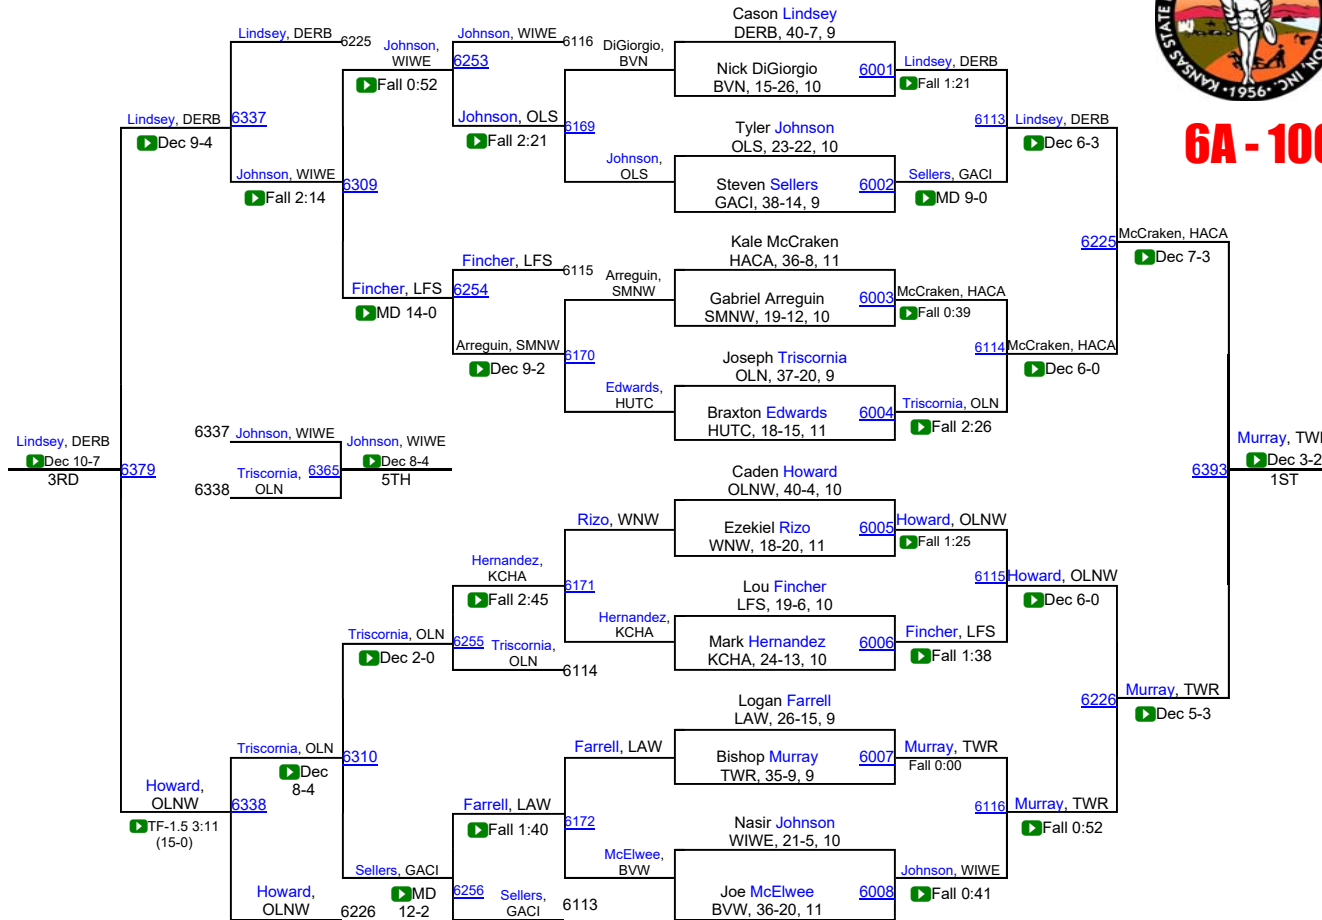 Cason Lindsey
DERB, 40-7, 9
Nick DiGiorgio
BVN, 15-26, 10
6001
Tyler Johnson
OLS, 23-22, 10
Steven Sellers
GACI, 38-14, 9
6002
Kale McCraken
HACA, 36-8, 11
Gabriel Arreguin
SMNW, 19-12, 10
6003
Joseph Triscornia
OLN, 37-20, 9
Braxton Edwards
HUTC, 18-15, 11
6004
Caden Howard
OLNW, 40-4, 10
Ezekiel Rizo
WNW, 18-20, 11
6005
Lou Fincher
LFS, 19-6, 10
Mark Hernandez
KCHA, 24-13, 10
6006
Logan Farrell
LAW, 26-15, 9
Bishop Murray
TWR, 35-9, 9
6007
Nasir Johnson
WIWE, 21-5, 10
Joe McElwee
BVW, 36-20, 11
6008
Lindsey, DERB
Fall 1:21
6113
Sellers, GACI
MD 9-0
McCraken, HACA
Fall 0:39
6114
Triscornia, OLN
Fall 2:26
Howard, OLNW
Fall 1:25
6115
Fincher, LFS
Fall 1:38
Murray, TWR
Fall 0:00
6116
Johnson, WIWE
Fall 0:41
Lindsey, DERB
Dec 6-3
6225
McCraken, HACA
Dec 6-0
Howard, OLNW
Dec 6-0
6226
Murray, TWR
Fall 0:52
McCraken, HACA
Dec 7-3
6393
Murray, TWR
Dec 5-3
Murray, TW
Dec 3-2
1ST
KANSAS STATE
ON, INC,
·1956·
6A - 10
DiGiorgio,
BVN
6169
Johnson,
OLS
Arreguin,
SMNW
6170
Edwards,
HUTC
Rizo, WNW
6171
Hernandez,
KCHA
Farrell, LAW
6172
McElwee,
BVW
Johnson, WIWE
6116
6253
Johnson, OLS
Fall 2:21
Fincher, LFS
6115
6254
Arreguin, SMNW
Dec 9-2
Hernandez,
KCHA
Fall 2:45
6255
Triscornia,
OLN
6114
Farrell, LAW
Fall 1:40
6256
Sellers,
GACI
6113
Johnson,
WIWE
Fall 0:52
6309
Fincher, LFS
MD 14-0
Triscornia, OLN
Dec 2-0
6310
Sellers, GACI
MD
12-2
Lindsey, DERB
6225
6337
Johnson, WIWE
Fall 2:14
Triscornia, OLN
Dec
8-4
6338
Howard,
OLNW
6226
Lindsey, DERB
Dec 9-4
6379
Howard,
OLNW
TF-1.5 3:11
(15-0)
Lindsey, DERB
Dec 10-7
3RD
6337
Johnson, WIWE
6365
6338
Triscornia,
OLN
Johnson, WIWE
Dec 8-4
5TH